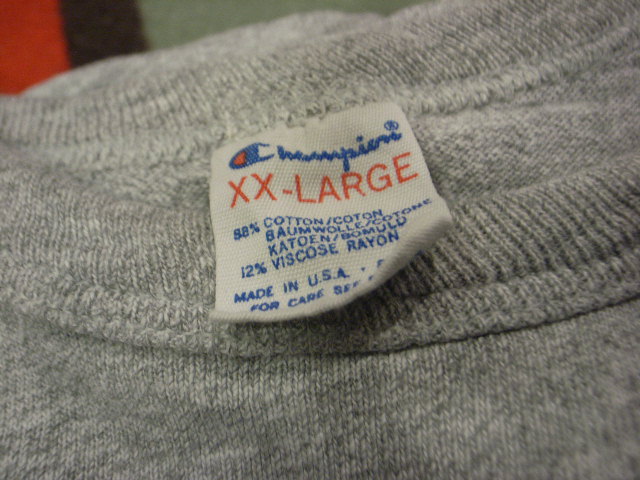 Champion®
XX-LARGE
88% COTTON/COTON
BAUMWOLLE/COTONE
KATOEN/BOMULD
12% VISCOSE RAYON
MADE IN U.S.A.
FOR CARE SEE